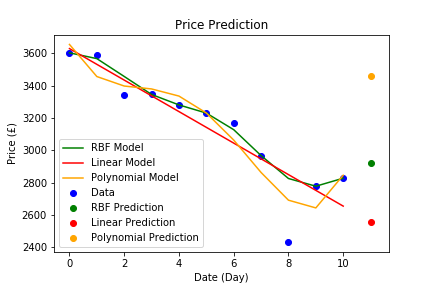 Price Prediction
Price (£)
3600
3400
3200
3000
2800
2600
2400
RBF Model
Linear Model
Polynomial Model
Data
RBF Prediction
Linear Prediction
Polynomial Prediction
0 2 4 6 8 10
Date (Day)